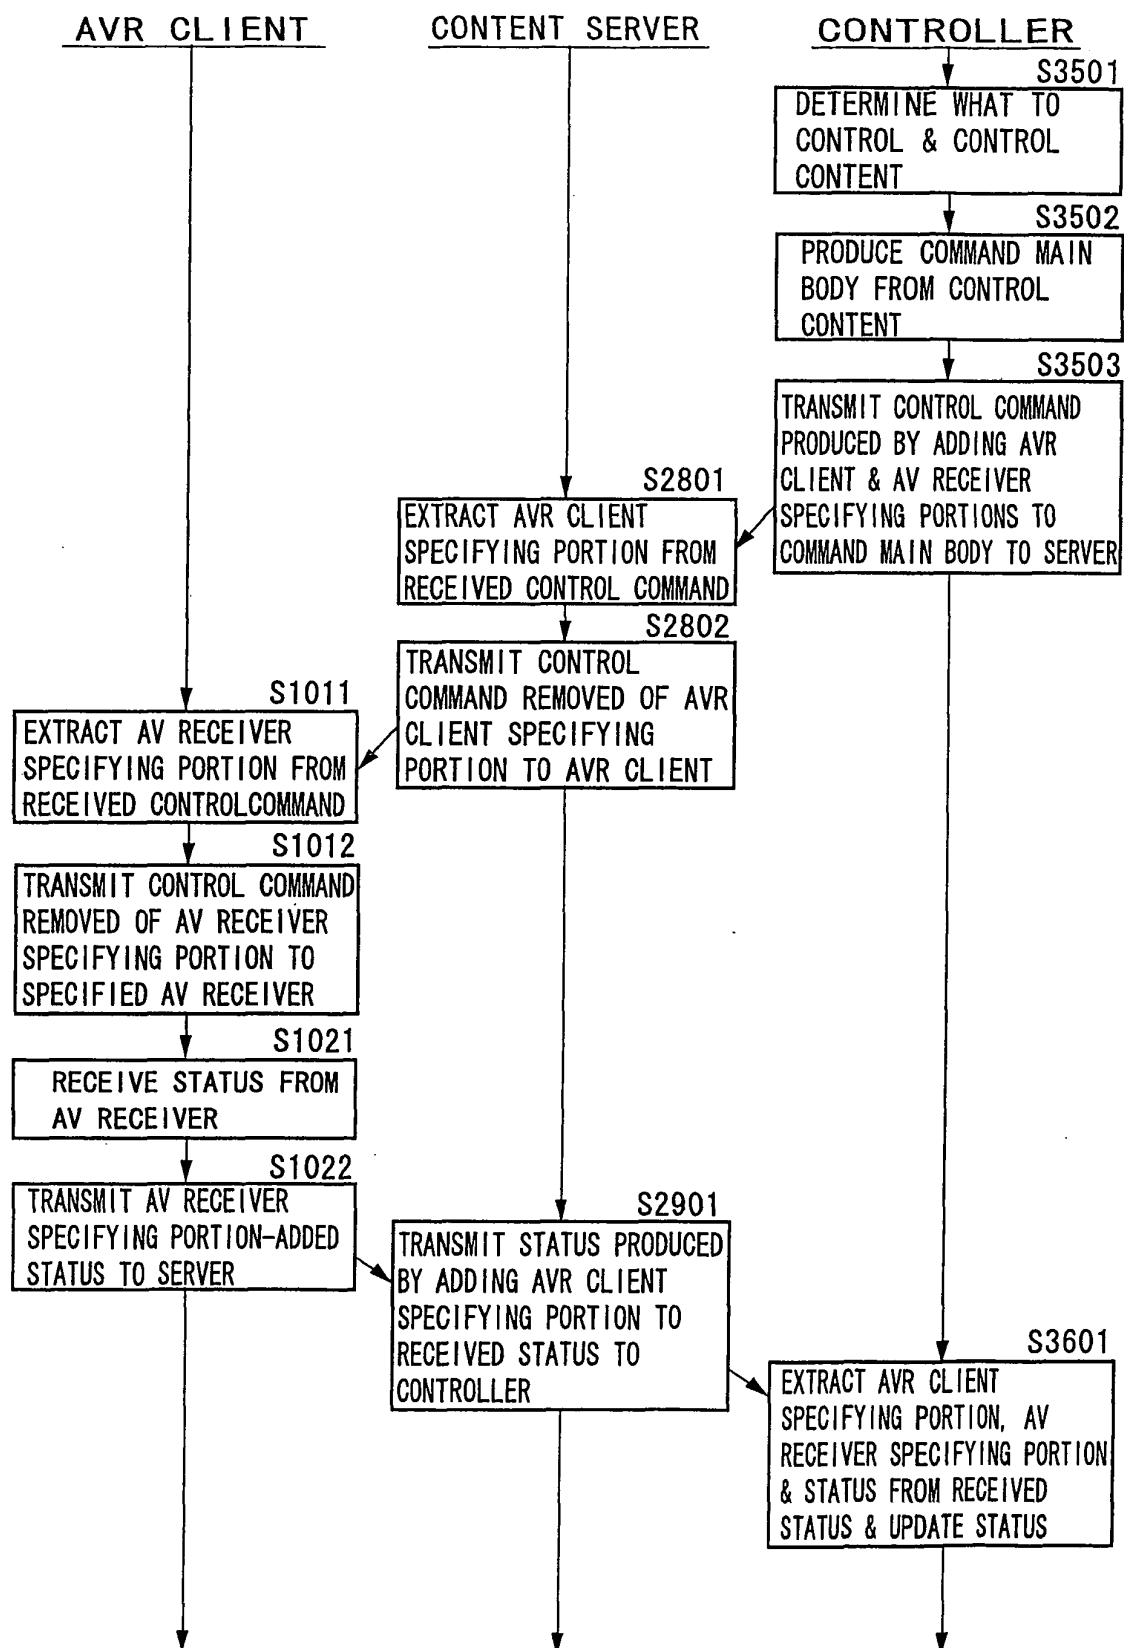 AVR CLIENT
CONTENT SERVER
CONTROLLER
S3501
DETERMINE WHAT TO
CONTROL & CONTROL
CONTENT
S3502
PRODUCE COMMAND MAIN
BODY FROM CONTROL
CONTENT
S3503
TRANSMIT CONTROL COMMAND
PRODUCED BY ADDING AVR
CLIENT & AV RECEIVER
SPECIFYING PORTIONS TO
COMMAND MAIN BODY TO SERVER
S2801
EXTRACT AVR CLIENT
SPECIFYING PORTION FROM
RECEIVED CONTROL COMMAND
S2802
TRANSMIT CONTROL
COMMAND REMOVED OF AVR
CLIENT SPECIFYING
PORTION TO AVR CLIENT
S1011
EXTRACT AV RECEIVER
SPECIFYING PORTION FROM
RECEIVED CONTROLCOMMAND
S1012
TRANSMIT CONTROL COMMAND
REMOVED OF AV RECEIVER
SPECIFYING PORTION TO
SPECIFIED AV RECEIVER
S1021
RECEIVE STATUS FROM
AV RECEIVER
S1022
TRANSMIT AV RECEIVER
SPECIFYING PORTION-ADDED
STATUS TO SERVER
S2901
TRANSMIT STATUS PRODUCED
BY ADDING AVR CLIENT
SPECIFYING PORTION TO
RECEIVED STATUS TO
CONTROLLER
S3601
EXTRACT AVR CLIENT
SPECIFYING PORTION, AV
RECEIVER SPECIFYING PORTION
& STATUS FROM RECEIVED
STATUS & UPDATE STATUS